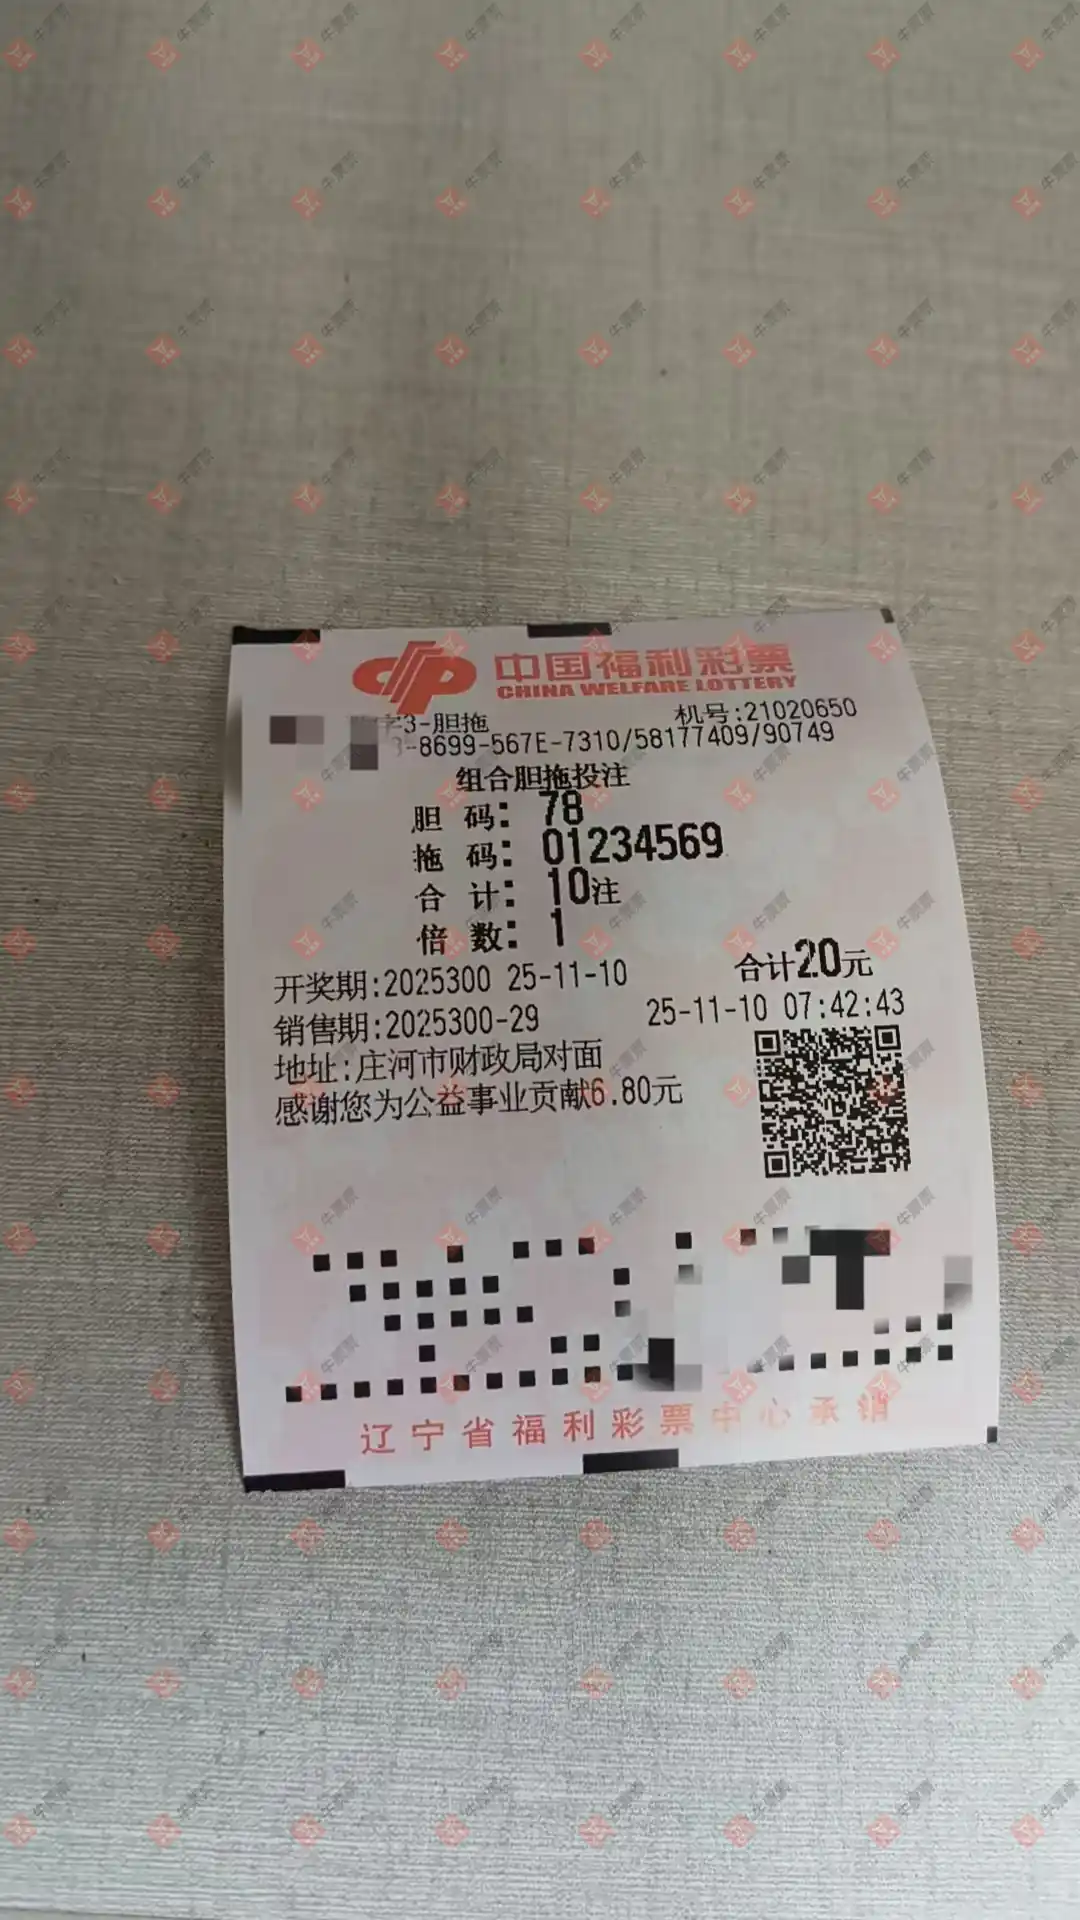 中国福利彩票
CHINA WELFARE LOTTERY
字3-胆拖 机号:21020650
3-8699-567E-7310/58177409/90749
组合胆拖投注
胆 码: 78
拖 码: 01234569
合 计: 10注
倍 数: 1
开奖期:2025300 25-11-10 合计20元
销售期:2025300-29 25-11-10 07:42:43
地址:庄河市财政局对面
感谢您为公益事业贡献6.80元
辽宁省福利彩票中心承销
牛票票